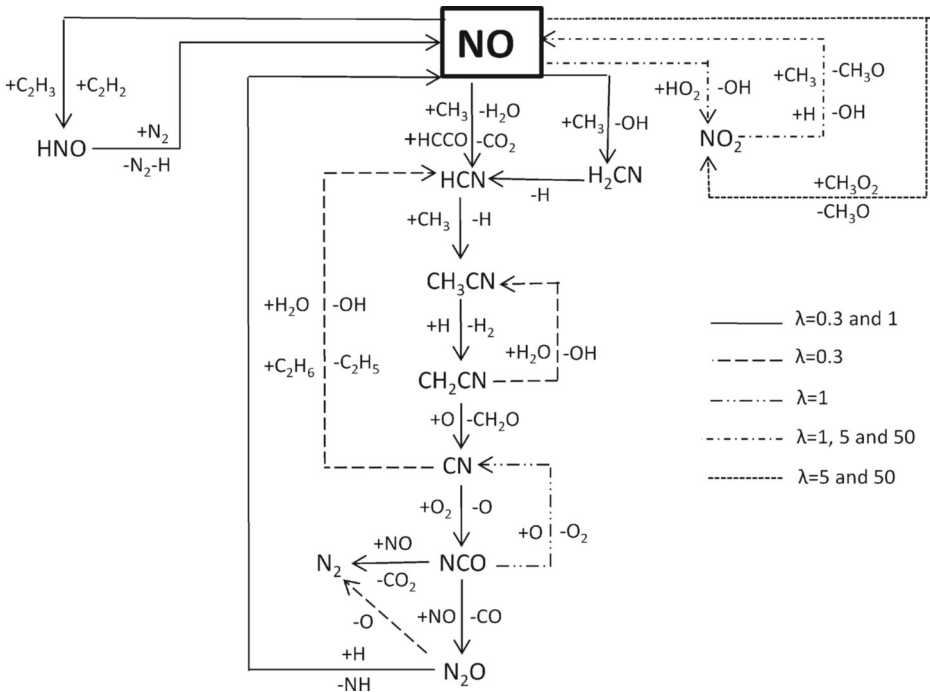 NO
+C₂H₃ +C₂H₂
HNO
+N₂
-N₂-H
+CH₃ -H₂O
+HCCO -CO₂
+CH₃ -OH
+HO₂ -OH
+CH₃ -CH₃O
+H -OH
NO₂
+CH₃O₂
-CH₃O
HCN
-H
H₂CN
+CH₃ -H
CH₃CN
+H₂O -OH
+C₂H₆ -C₂H₅
+H -H₂
+H₂O -OH
CH₂CN
+O -CH₂O
CN
+O₂ -O
+O -O₂
N₂
+NO
-CO₂
NCO
+NO -CO
-O
+H
-NH
N₂O
λ=0.3 and 1
λ=0.3
λ=1
λ=1, 5 and 50
λ=5 and 50